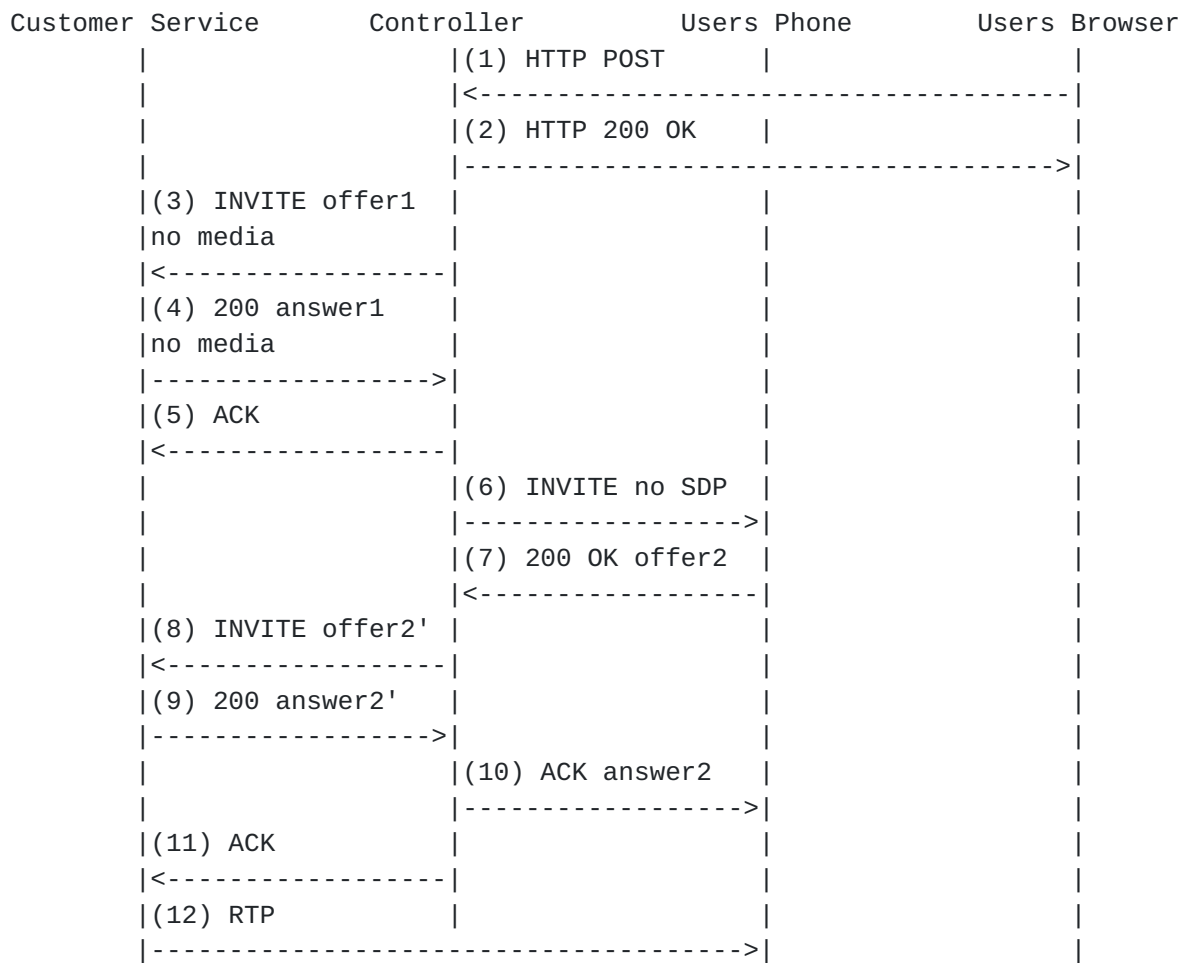 Customer Service Controller Users Phone Users Browser
(1) HTTP POST
(2) HTTP 200 OK
(3) INVITE offer1
no media
(4) 200 answer1
no media
(5) ACK
(6) INVITE no SDP
(7) 200 OK offer2
(8) INVITE offer2'
(9) 200 answer2'
(10) ACK answer2
(11) ACK
(12) RTP